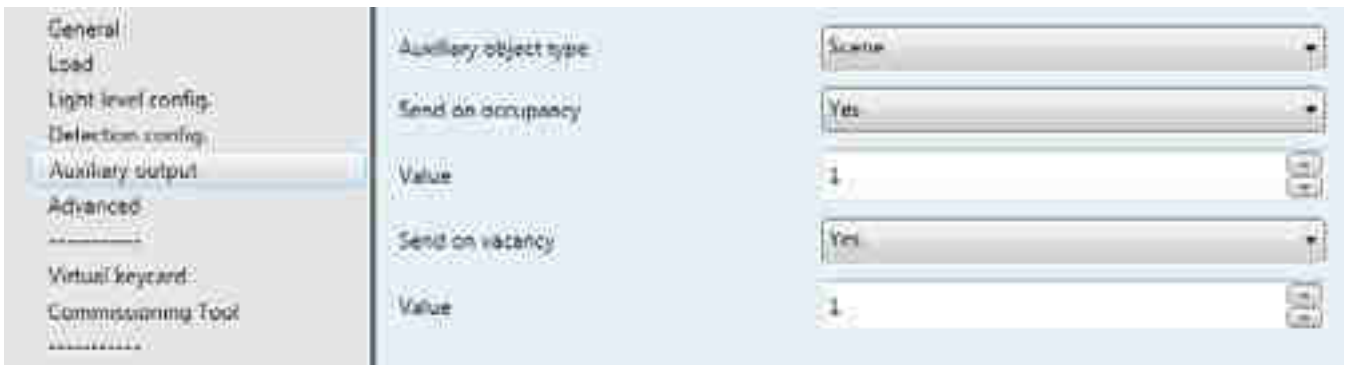 General
Load
Light level config.
Detection config.
Auxiliary output
Advanced
-----------
Virtual keycard
Commissioning Tool
-----------
Auxiliary object type
Scene
Send on occupancy
Yes
Value
1
Send on vacancy
Yes
Value
1